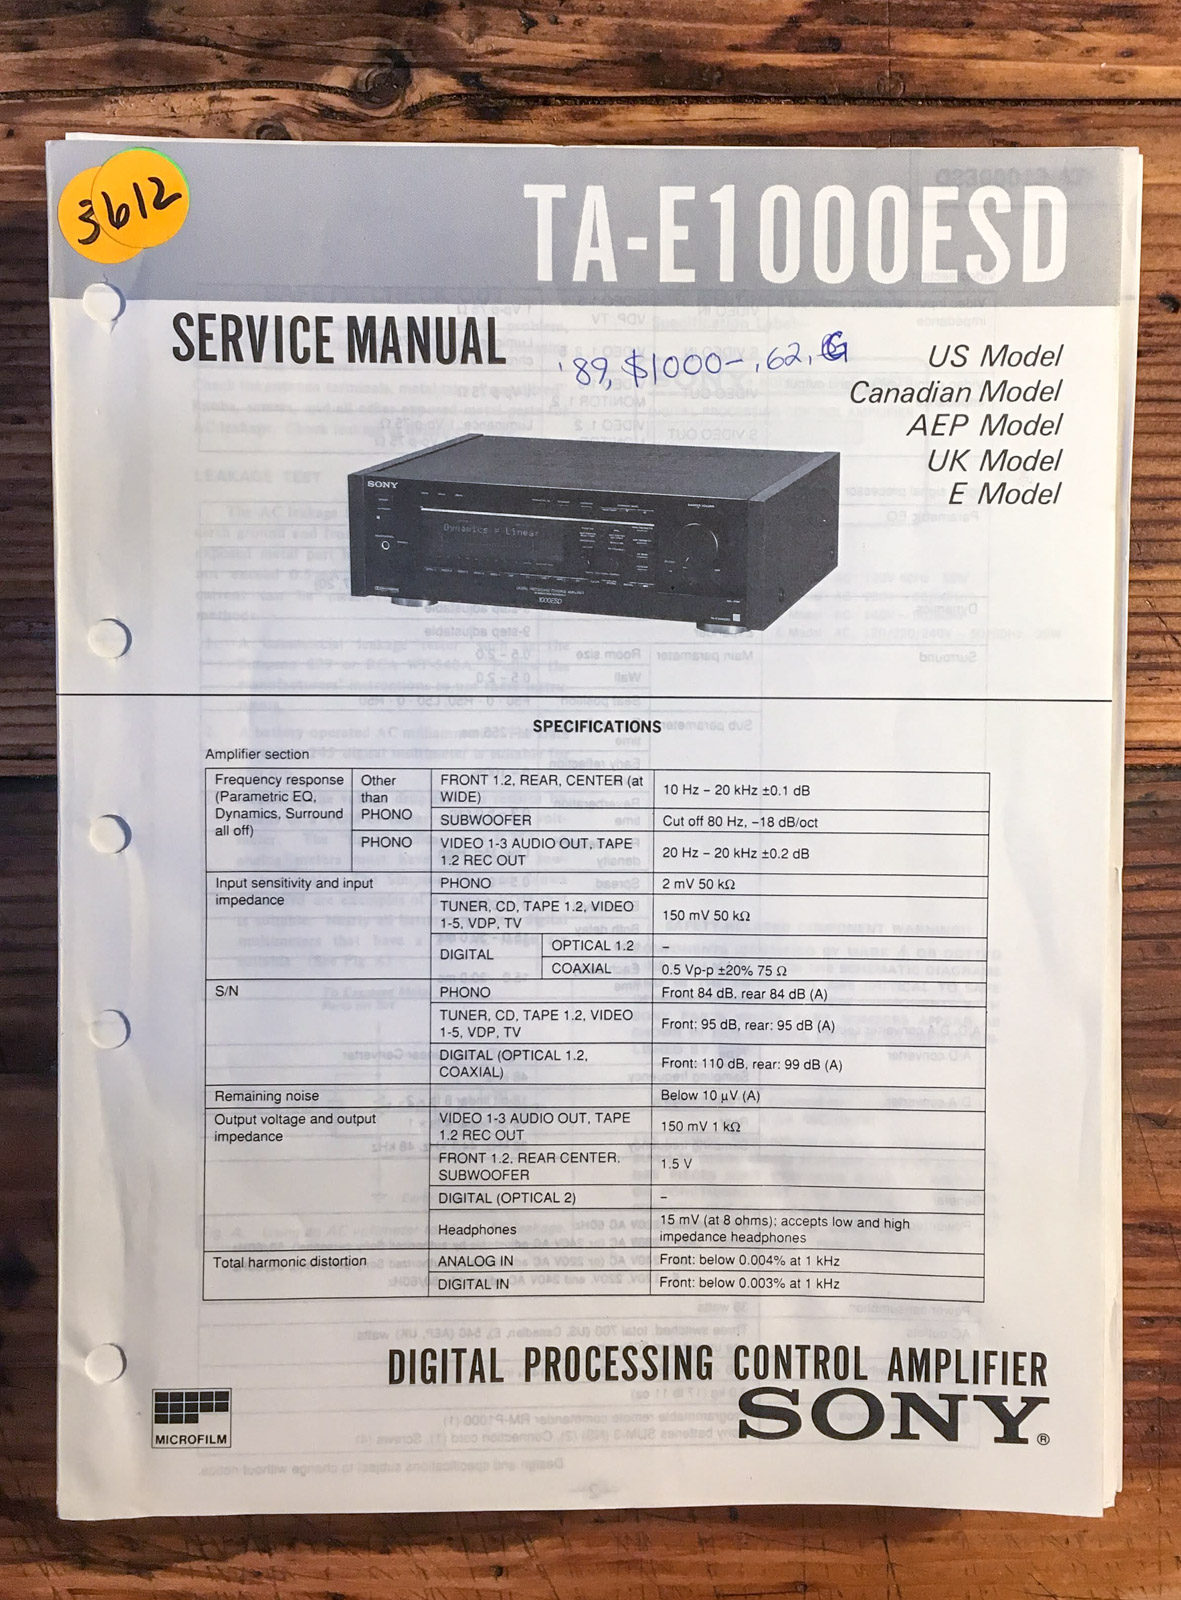 3612
TA-E1000ESD
SERVICE MANUAL
'89, $1000-, .62, G
US Model
Canadian Model
AEP Model
UK Model
E Model
SONY
Dynamics = Linear
1000ESD
SPECIFICATIONS
Amplifier section
Frequency response (Parametric EQ, Dynamics, Surround all off)
Other than PHONO
FRONT 1.2, REAR, CENTER (at WIDE)
10 Hz – 20 kHz ±0.1 dB
SUBWOOFER
Cut off 80 Hz, –18 dB/oct
PHONO
VIDEO 1-3 AUDIO OUT, TAPE 1.2 REC OUT
20 Hz – 20 kHz ±0.2 dB
Input sensitivity and input impedance
PHONO
2 mV 50 kΩ
TUNER, CD, TAPE 1.2, VIDEO 1-5, VDP, TV
150 mV 50 kΩ
DIGITAL
OPTICAL 1.2
–
COAXIAL
0.5 Vp-p ±20% 75 Ω
S/N
PHONO
Front 84 dB, rear 84 dB (A)
TUNER, CD, TAPE 1.2, VIDEO 1-5, VDP, TV
Front: 95 dB, rear: 95 dB (A)
DIGITAL (OPTICAL 1.2, COAXIAL)
Front: 110 dB, rear: 99 dB (A)
Remaining noise
Below 10 µV (A)
Output voltage and output impedance
VIDEO 1-3 AUDIO OUT, TAPE 1.2 REC OUT
150 mV 1 kΩ
FRONT 1.2, REAR CENTER, SUBWOOFER
1.5 V
DIGITAL (OPTICAL 2)
–
Headphones
15 mV (at 8 ohms); accepts low and high impedance headphones
Total harmonic distortion
ANALOG IN
Front: below 0.004% at 1 kHz
DIGITAL IN
Front: below 0.003% at 1 kHz
DIGITAL PROCESSING CONTROL AMPLIFIER
SONY®
MICROFILM